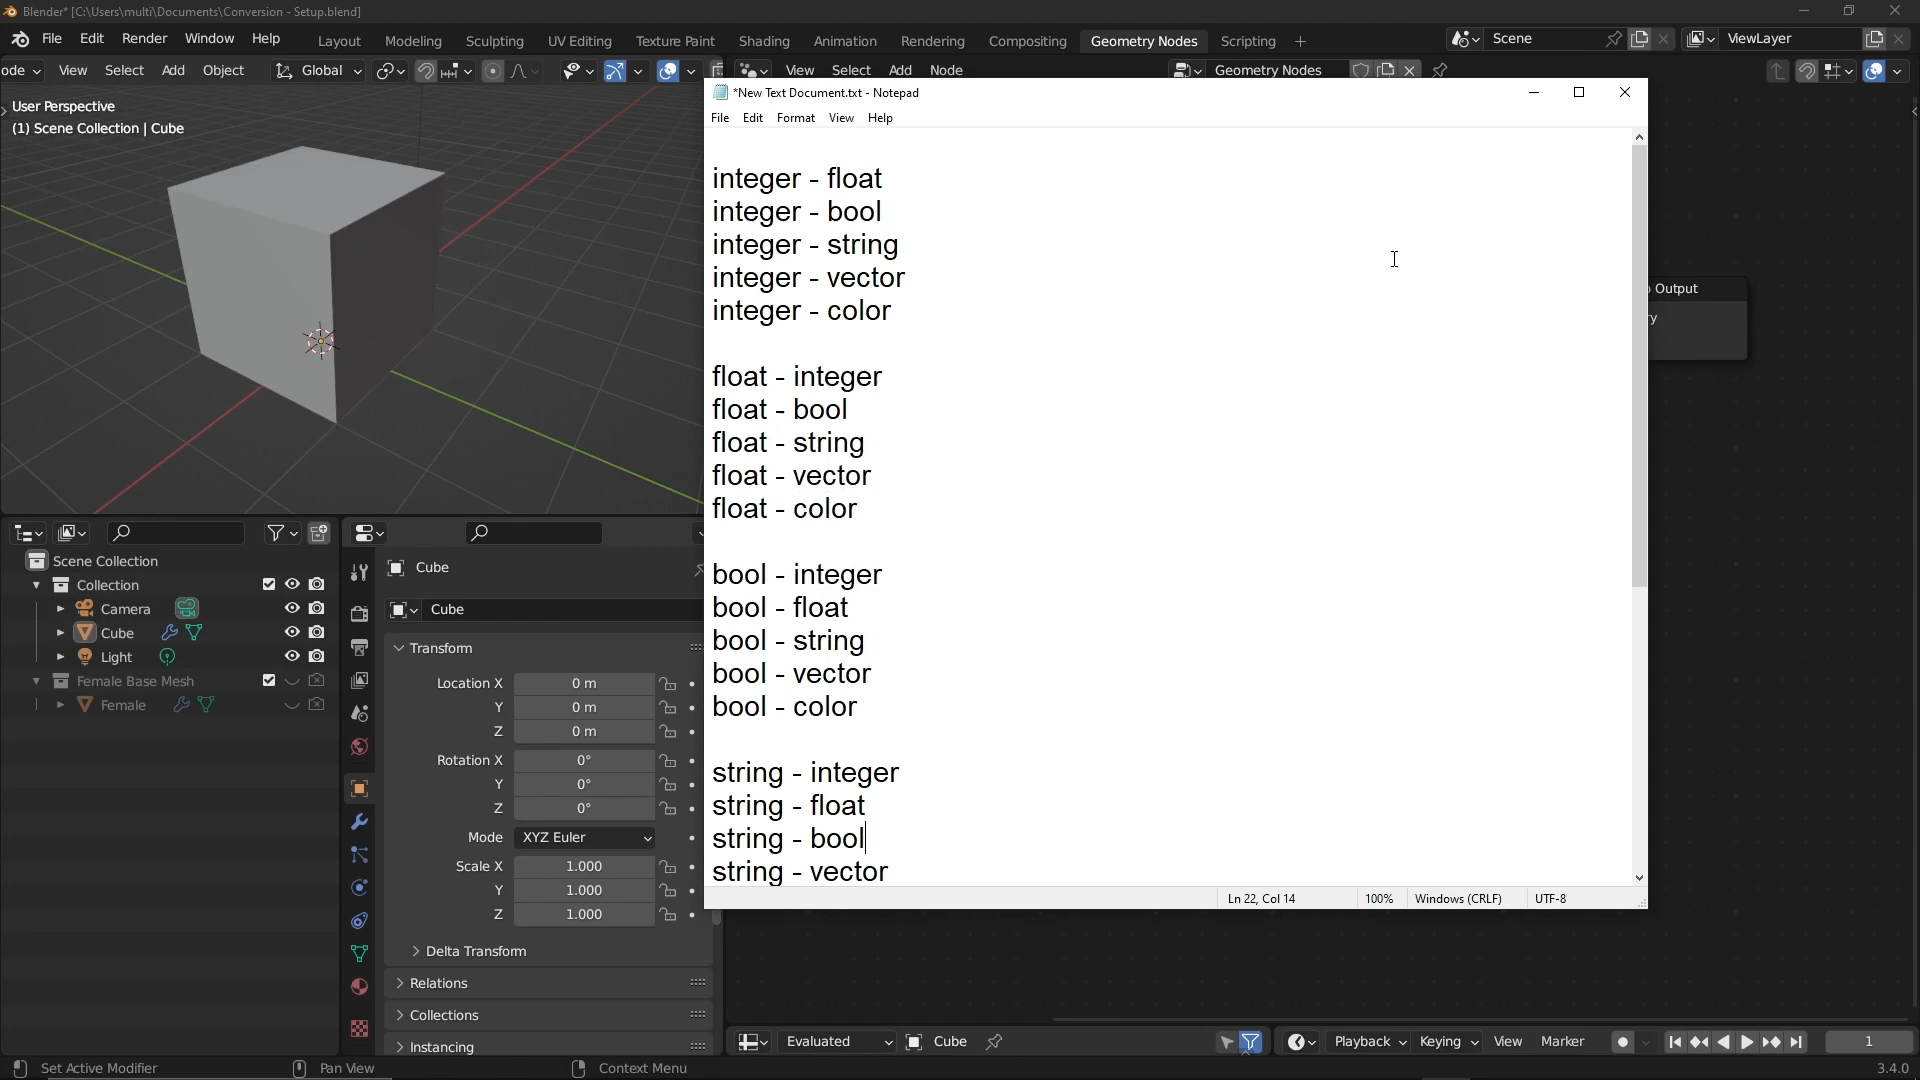 Blender* [C:\Users\multi\Documents\Conversion - Setup.blend]
File Edit Render Window Help Layout Modeling Sculpting UV Editing Texture Paint Shading Animation Rendering Compositing Geometry Nodes Scripting + Scene ViewLayer
ode View Select Add Object Global View Select Add Node Geometry Nodes
User Perspective
(1) Scene Collection | Cube
*New Text Document.txt - Notepad
File Edit Format View Help
integer - float
integer - bool
integer - string
integer - vector
integer - color
float - integer
float - bool
float - string
float - vector
float - color
bool - integer
bool - float
bool - string
bool - vector
bool - color
string - integer
string - float
string - bool
string - vector
Ln 22, Col 14 100% Windows (CRLF) UTF-8
Output
ry
Scene Collection
Collection
Camera
Cube
Light
Female Base Mesh
Female
Cube
Cube
Transform
Location X 0 m
Y 0 m
Z 0 m
Rotation X 0°
Y 0°
Z 0°
Mode XYZ Euler
Scale X 1.000
Y 1.000
Z 1.000
Delta Transform
Relations
Collections
Instancing
Evaluated Cube Playback Keying View Marker 1
Set Active Modifier Pan View Context Menu 3.4.0